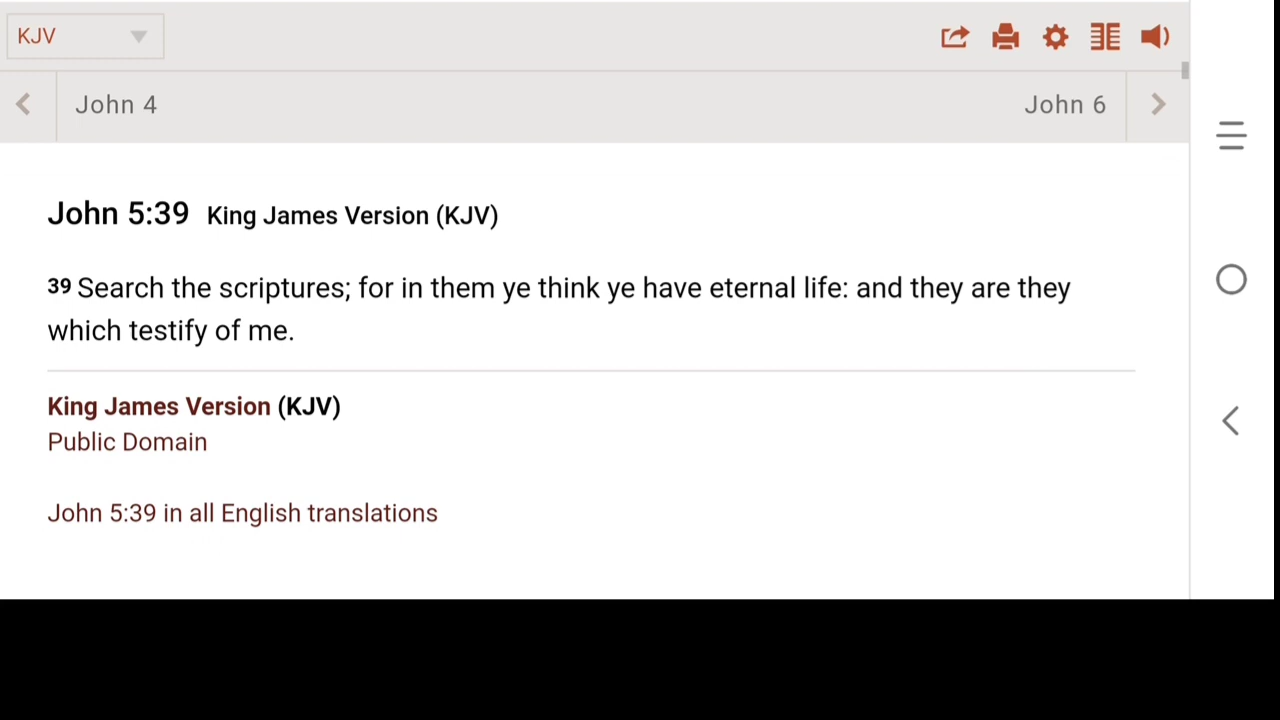 KJV
John 4
John 6
John 5:39 King James Version (KJV)
39 Search the scriptures; for in them ye think ye have eternal life: and they are they
which testify of me.
King James Version (KJV)
Public Domain
John 5:39 in all English translations